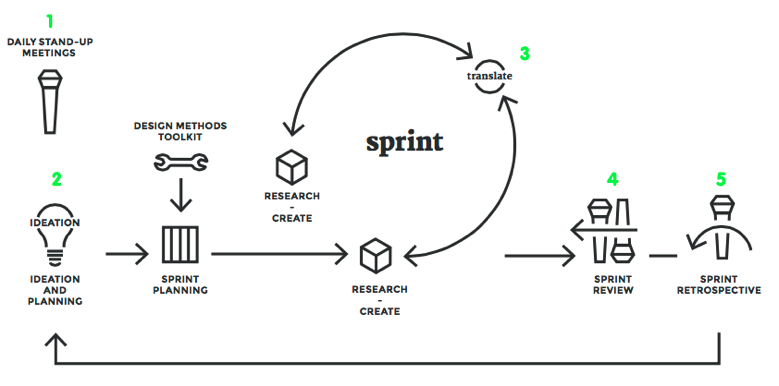 1
DAILY STAND-UP
MEETINGS
3
translate
DESIGN METHODS
TOOLKIT
sprint
2
IDEATION
IDEATION
AND
PLANNING
SPRINT
PLANNING
RESEARCH
-
CREATE
RESEARCH
-
CREATE
4
SPRINT
REVIEW
5
SPRINT
RETROSPECTIVE